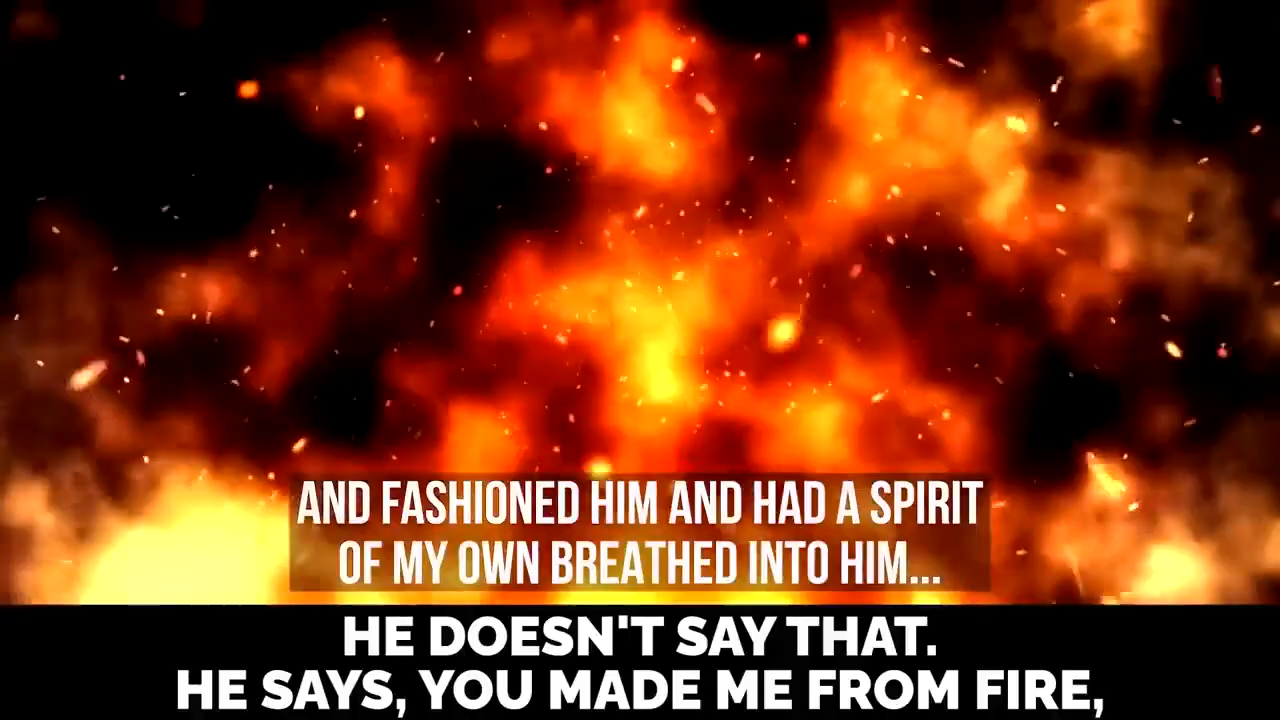 AND FASHIONED HIM AND HAD A SPIRIT
OF MY OWN BREATHED INTO HIM...
HE DOESN'T SAY THAT.
HE SAYS, YOU MADE ME FROM FIRE,